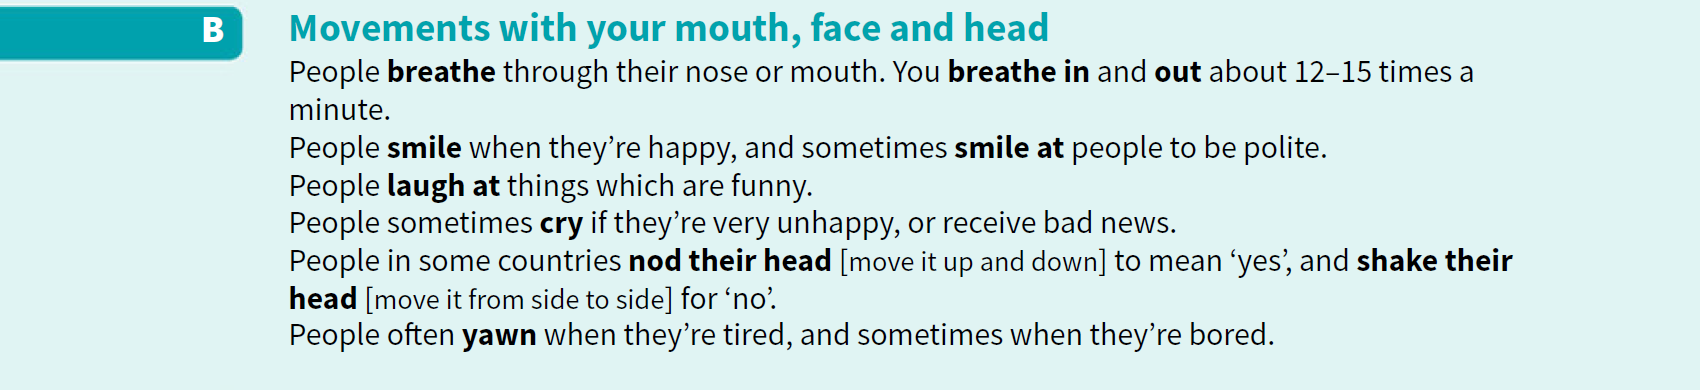 B
Movements with your mouth, face and head
People breathe through their nose or mouth. You breathe in and out about 12–15 times a
minute.
People smile when they’re happy, and sometimes smile at people to be polite.
People laugh at things which are funny.
People sometimes cry if they’re very unhappy, or receive bad news.
People in some countries nod their head [move it up and down] to mean ‘yes’, and shake their
head [move it from side to side] for ‘no’.
People often yawn when they’re tired, and sometimes when they’re bored.